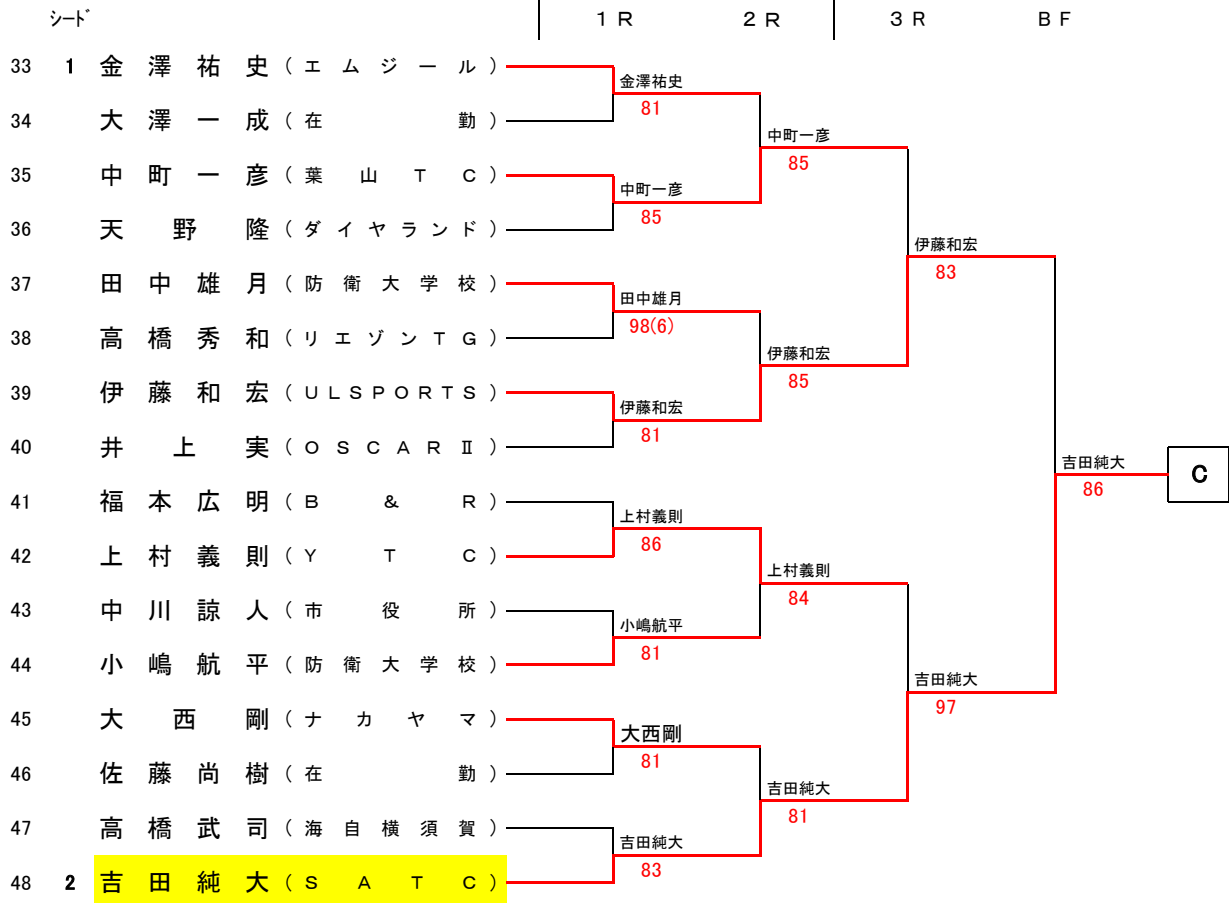 シード 1R 2R 3R BF
33 1 金澤祐史(エムジール)
金澤祐史
81
34 大澤一成(在勤)
中町一彦
85
35 中町一彦(葉山TC)
中町一彦
85
36 天野隆(ダイヤランド)
伊藤和宏
83
37 田中雄月(防衛大学校)
田中雄月
98(6)
38 高橋秀和(リエゾンTG)
伊藤和宏
85
39 伊藤和宏(ULSPORTS)
伊藤和宏
81
40 井上実(OSCARⅡ)
吉田純大
86
C
41 福本広明(B&R)
上村義則
86
42 上村義則(YTC)
上村義則
84
43 中川諒人(市役所)
小嶋航平
81
44 小嶋航平(防衛大学校)
吉田純大
97
45 大西剛(ナカヤマ)
大西剛
81
46 佐藤尚樹(在勤)
吉田純大
81
47 高橋武司(海自横須賀)
吉田純大
83
48 2 吉田純大(SATC)